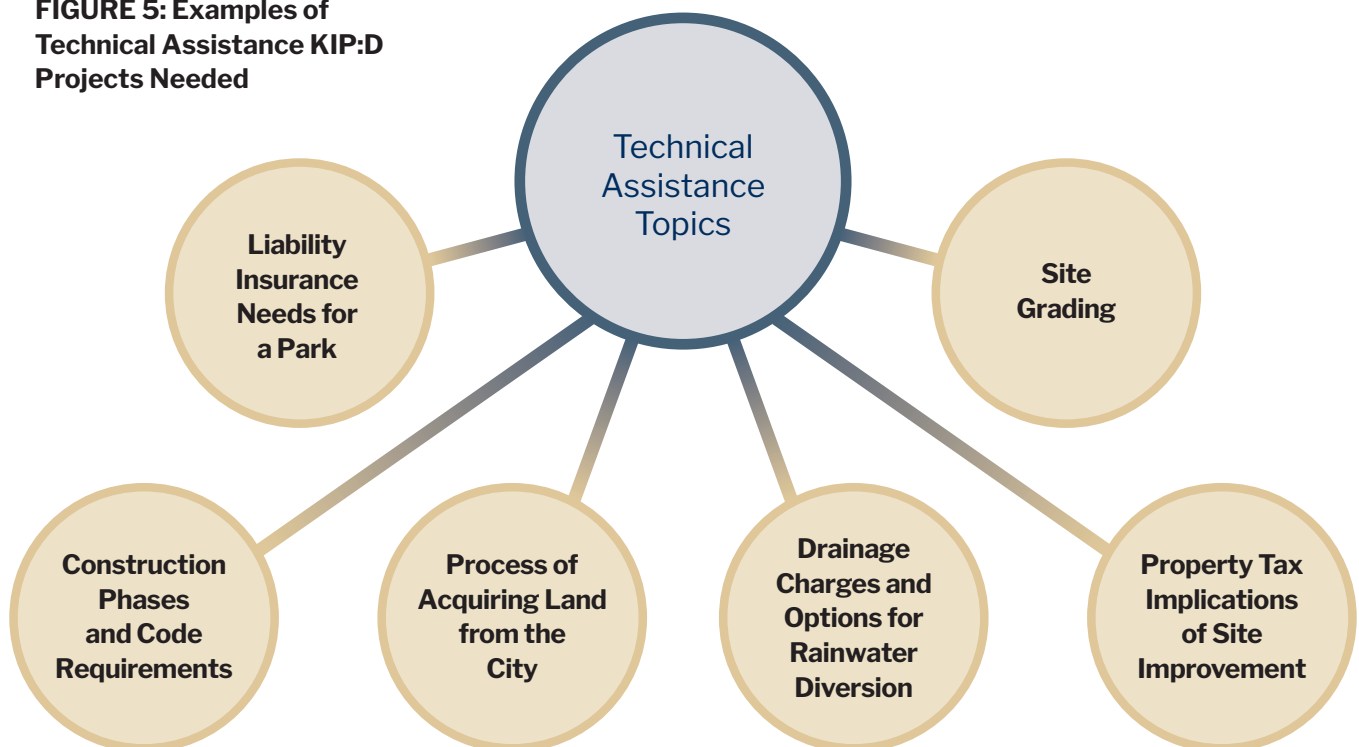 FIGURE 5: Examples of
Technical Assistance KIP:D
Projects Needed
Technical
Assistance
Topics
Liability
Insurance
Needs for
a Park
Site
Grading
Construction
Phases
and Code
Requirements
Process of
Acquiring Land
from the
City
Drainage
Charges and
Options for
Rainwater
Diversion
Property Tax
Implications
of Site
Improvement